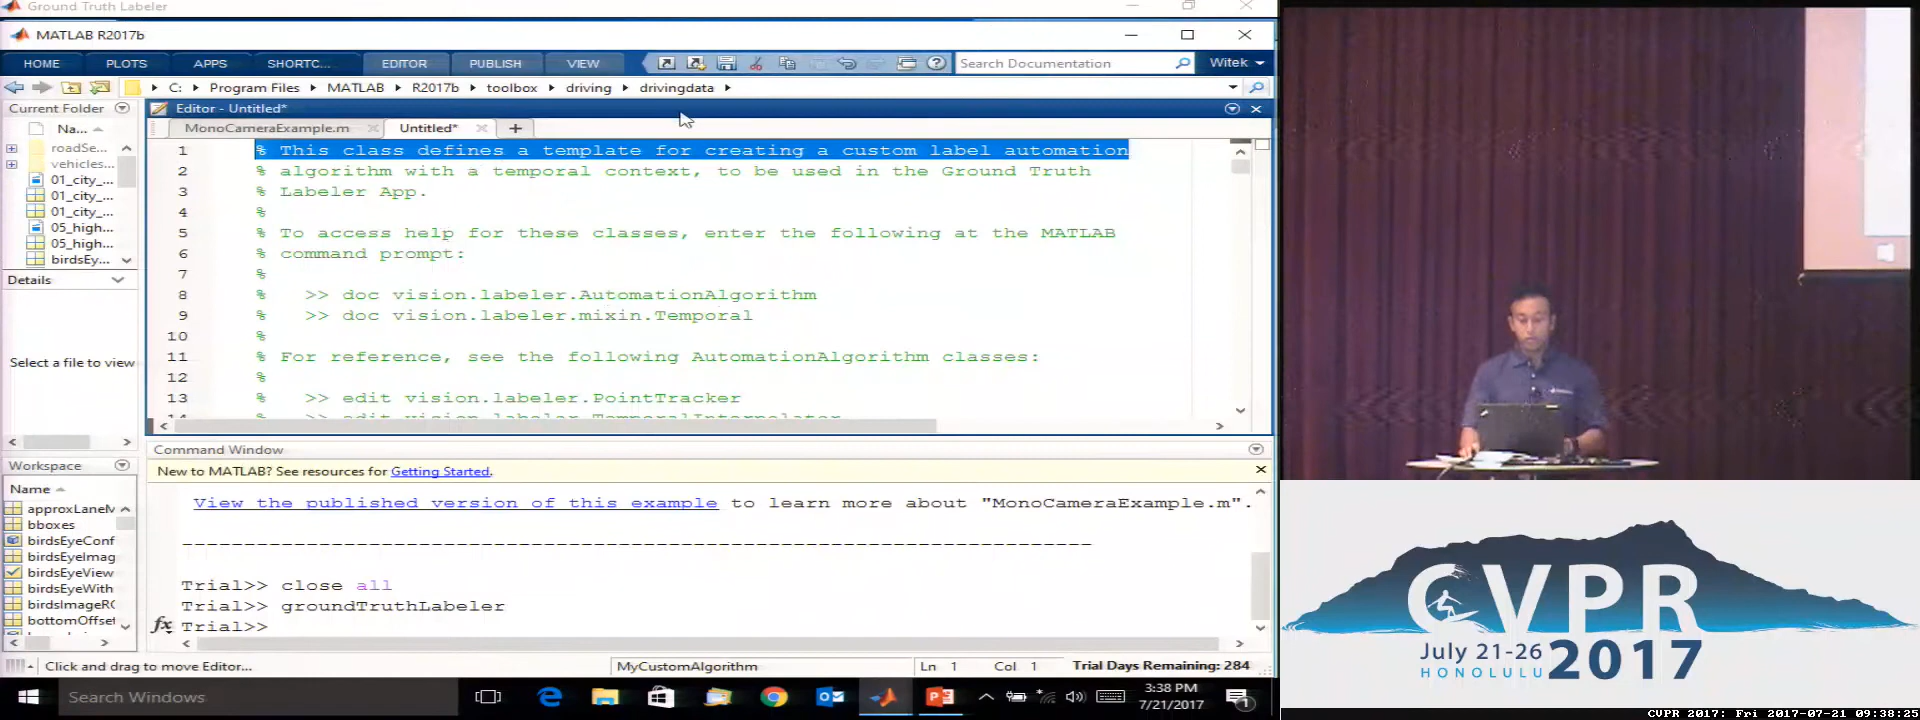 Ground Truth Labeler
MATLAB R2017b
HOME PLOTS APPS SHORTC... EDITOR PUBLISH VIEW Search Documentation Witek
C: Program Files MATLAB R2017b toolbox driving drivingdata
Current Folder
Editor - Untitled*
Na...
MonoCameraExample.m Untitled*
roadSe...
vehicles...
01_city_...
01_city_...
01_city_...
05_high...
05_high...
birdsEy...
1 % This class defines a template for creating a custom label automation
2 % algorithm with a temporal context, to be used in the Ground Truth
3 % Labeler App.
4 %
5 % To access help for these classes, enter the following at the MATLAB
6 % command prompt:
7 %
8 % >> doc vision.labeler.AutomationAlgorithm
9 % >> doc vision.labeler.mixin.Temporal
10 %
11 % For reference, see the following AutomationAlgorithm classes:
12 %
13 % >> edit vision.labeler.PointTracker
14 % >> edit vision.labeler.TemporalInterpolator
Details
Select a file to view
Workspace
Name
approxLaneW
bboxes
birdsEyeConf
birdsEyeImag
birdsEyeView
birdsEyeWith
birdsImageRO
bottomOffset
Command Window
New to MATLAB? See resources for Getting Started.
View the published version of this example to learn more about "MonoCameraExample.m".
--------------------------------------------------------------------------
Trial>> close all
Trial>> groundTruthLabeler
fx Trial>>
Click and drag to move Editor...
MyCustomAlgorithm
Ln 1 Col 1
Trial Days Remaining: 284
Search Windows
3:38 PM
7/21/2017
1
CVPR
July 21-26
HONOLULU
2017
CVPR 2017: Fri 2017-07-21 09:38:25